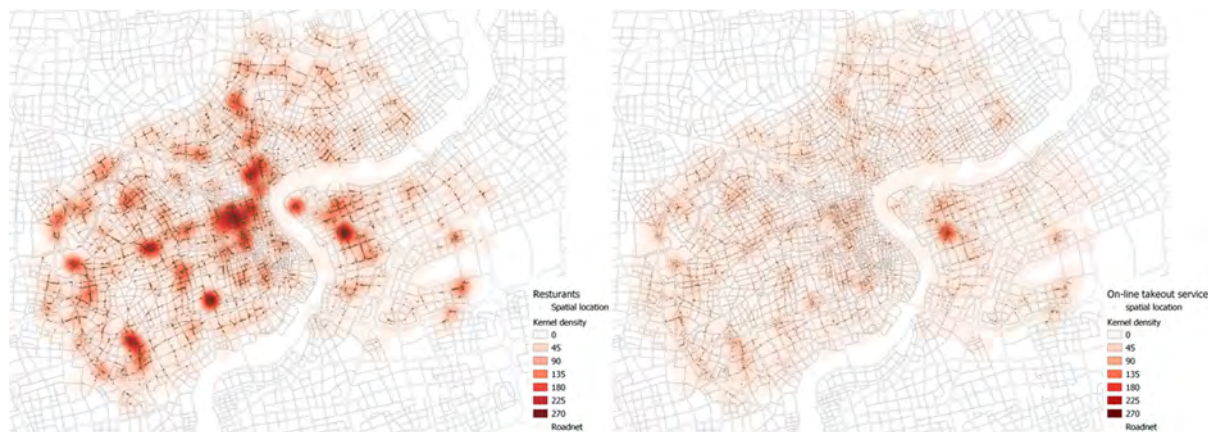 Resturants
Spatial location
Kernel density
0
45
90
135
180
225
270
Roadnet
On-line takeout service
spatial location
Kernel density
0
45
90
135
180
225
270
Roadnet